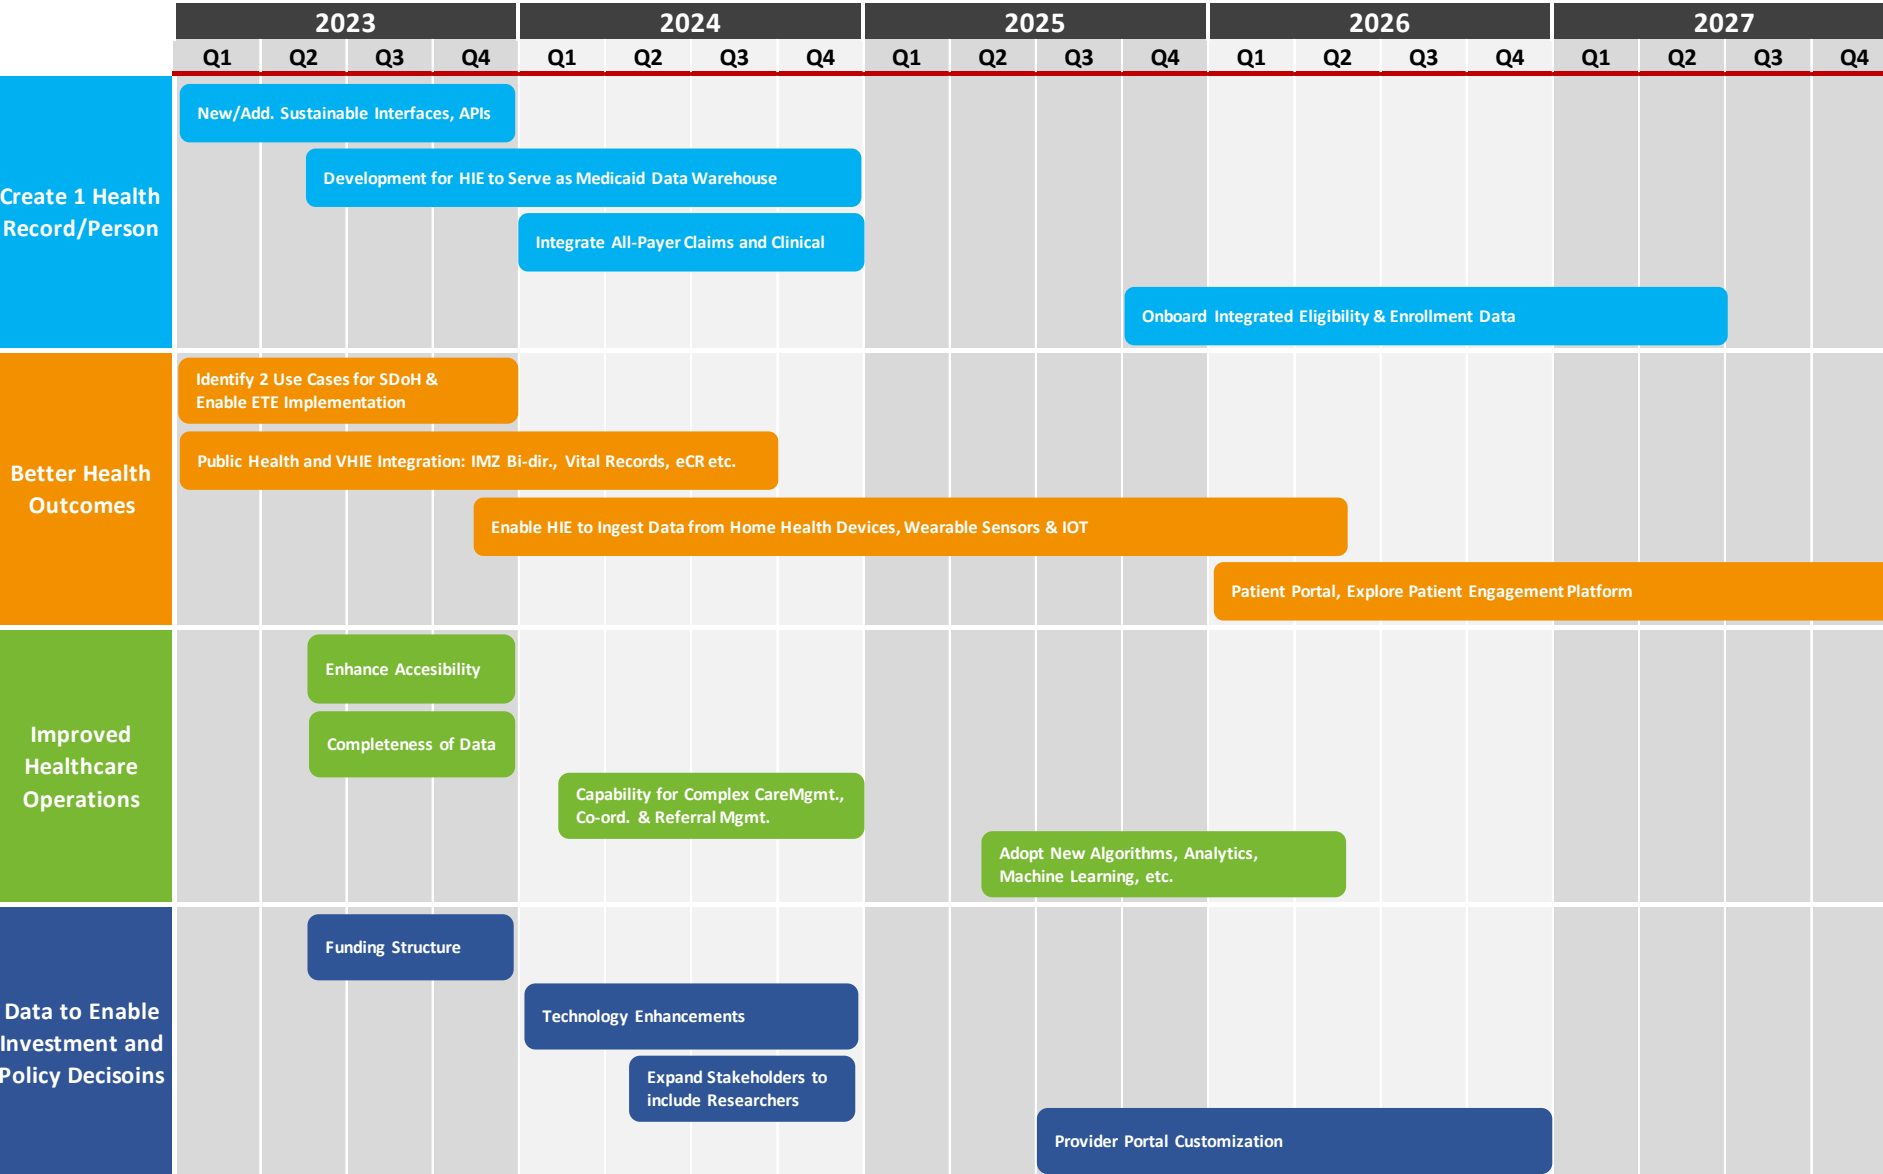 2023 2024 2025 2026 2027
Q1 Q2 Q3 Q4 Q1 Q2 Q3 Q4 Q1 Q2 Q3 Q4 Q1 Q2 Q3 Q4 Q1 Q2 Q3 Q4
Create 1 Health
Record/Person
New/Add. Sustainable Interfaces, APIs
Development for HIE to Serve as Medicaid Data Warehouse
Integrate All-Payer Claims and Clinical
Onboard Integrated Eligibility & Enrollment Data
Better Health
Outcomes
Identify 2 Use Cases for SDoH &
Enable ETE Implementation
Public Health and VHIE Integration: IMZ Bi-dir., Vital Records, eCR etc.
Enable HIE to Ingest Data from Home Health Devices, Wearable Sensors & IOT
Patient Portal, Explore Patient Engagement Platform
Improved
Healthcare
Operations
Enhance Accesibility
Completeness of Data
Capability for Complex CareMgmt.,
Co-ord. & Referral Mgmt.
Adopt New Algorithms, Analytics,
Machine Learning, etc.
Data to Enable
Investment and
Policy Decisoins
Funding Structure
Technology Enhancements
Expand Stakeholders to
include Researchers
Provider Portal Customization